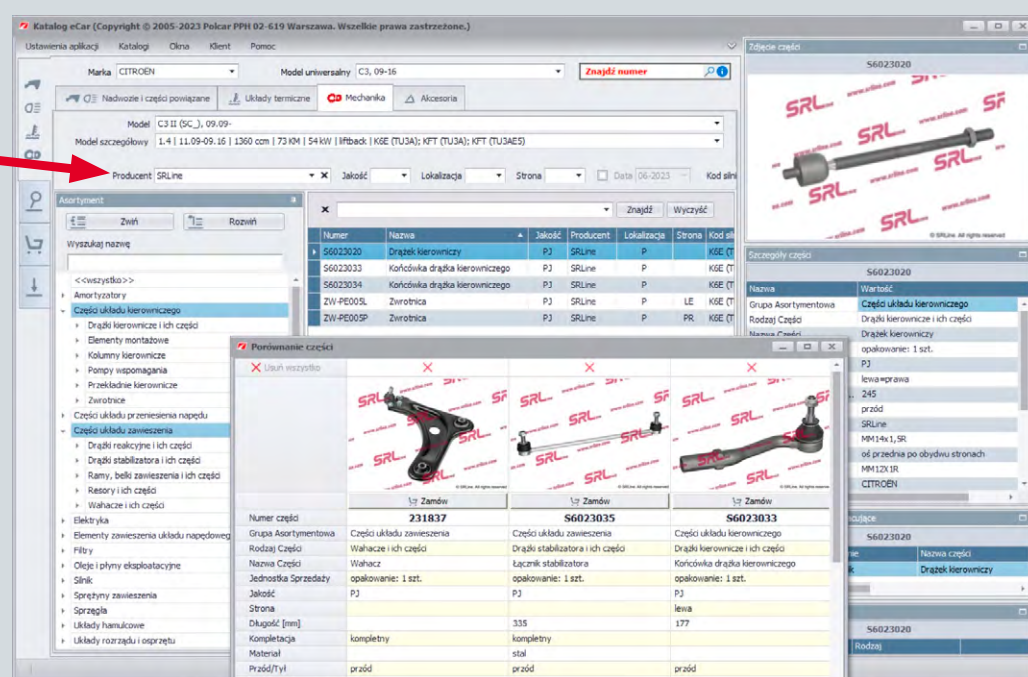 Katalog eCar (Copyright © 2005-2023 Polcar PPH 02-619 Warszawa. Wszelkie prawa zastrzeżone.)
Ustawienia aplikacji Katalogi Okna Klient Pomoc
Marka CITROËN Model uniwersalny C3, 09-16 Znajdź numer
Nadwozie i części powiązane Układy termiczne Mechanika Akcesoria
Model C3 II (SC_), 09.09-
Model szczegółowy 1.4 | 11.09-09.16 | 1360 ccm | 73 KM | 54 kW | liftback | K6E (TU3A); KFT (TU3A); KFT (TU3AE5)
Producent SRLine Jakość Lokalizacja Strona Data 06-2023 Kod silni
Asortyment
Zwiń Rozwiń
Wyszukaj nazwę
<<wszystko>>
Amortyzatory
Części układu kierowniczego
Drążki kierownicze i ich części
Elementy montażowe
Kolumny kierownicze
Pompy wspomagania
Przekładnie kierownicze
Zwrotnice
Części układu przeniesienia napędu
Części układu zawieszenia
Drążki reakcyjne i ich części
Drążki stabilizatora i ich części
Ramy, belki zawieszenia i ich części
Resory i ich części
Wahacze i ich części
Elektryka
Elementy zawieszenia układu napędoweg
Filtry
Oleje i płyny eksploatacyjne
Silnik
Sprężyny zawieszenia
Sprzęgła
Układy hamulcowe
Układy rozrządu i osprzętu
Znajdź Wyczyść
Numer Nazwa Jakość Producent Lokalizacja Strona Kod sil
S6023020 Drążek kierowniczy PJ SRLine P K6E (T
S6023033 Końcówka drążka kierowniczego PJ SRLine P K6E (T
S6023034 Końcówka drążka kierowniczego PJ SRLine P K6E (T
ZW-PE005L Zwrotnica PJ SRLine P LE K6E (T
ZW-PE005P Zwrotnica PJ SRLine P PR K6E (T
Zdjęcie części
S6023020
SRLine www.srline.com
© SRLine. All rights reserved
Szczegóły części
S6023020
Nazwa Wartość
Grupa Asortymentowa Części układu kierowniczego
Rodzaj Części Drążki kierownicze i ich części
Nazwa Części Drążek kierowniczy
opakowanie: 1 szt.
PJ
lewa=prawa
245
przód
SRLine
MM14x1,5R
oś przednia po obydwu stronach
MM12X1R
CITROËN
S6023020
Nazwa części
Drążek kierowniczy
S6023020
Rodzaj
Porównanie części
Usuń wszystko
Zamów Zamów Zamów
Numer części 231837 S6023035 S6023033
Grupa Asortymentowa Części układu zawieszenia Części układu zawieszenia Części układu kierowniczego
Rodzaj Części Wahacze i ich części Drążki stabilizatora i ich części Drążki kierownicze i ich części
Nazwa Części Wahacz Łącznik stabilizatora Końcówka drążka kierowniczego
Jednostka Sprzedaży opakowanie: 1 szt. opakowanie: 1 szt. opakowanie: 1 szt.
Jakość PJ PJ PJ
Strona lewa
Długość [mm] 335 177
Kompletacja kompletny kompletny
Materiał stal
Przód/Tył przód przód przód